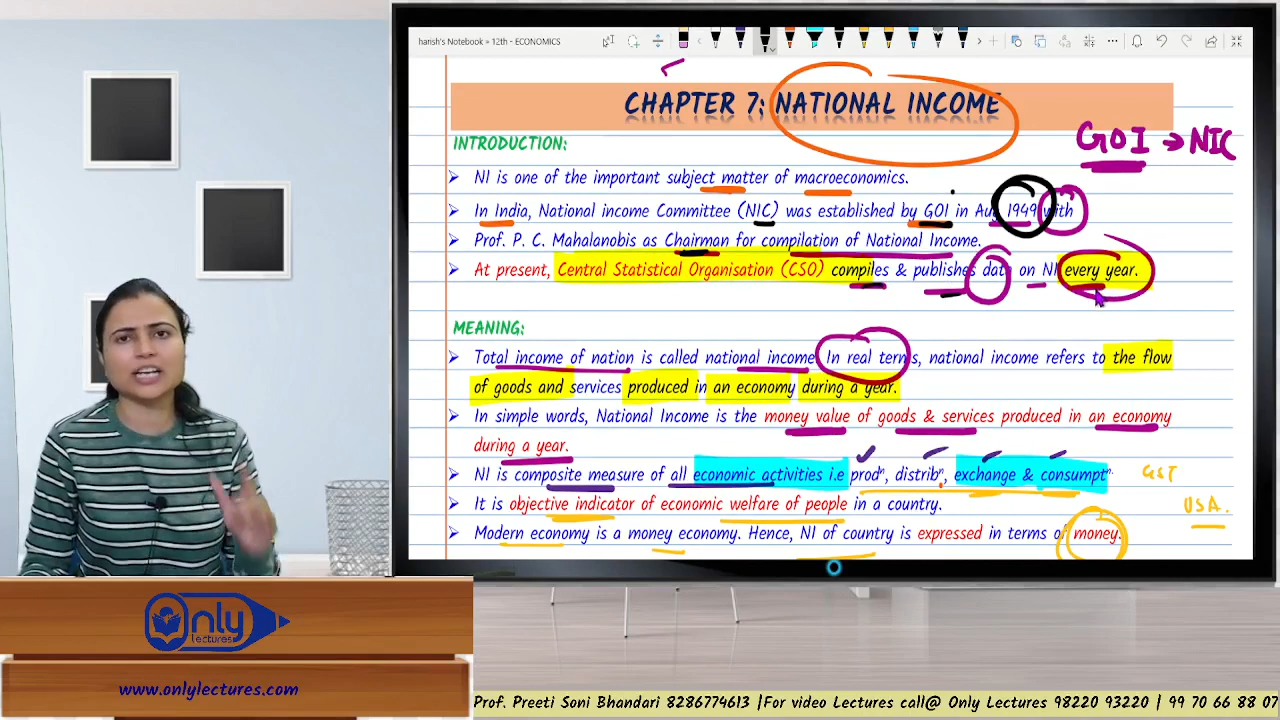 harish's Notebook » 12th - ECONOMICS
CHAPTER 7: NATIONAL INCOME
GOI → NIC
INTRODUCTION:
➤ NI is one of the important subject matter of macroeconomics.
➤ In India, National income Committee (NIC) was established by GOI in Aug 1949 with
➤ Prof. P. C. Mahalanobis as Chairman for compilation of National Income.
➤ At present, Central Statistical Organisation (CSO) compiles & publishes data on NI every year.
MEANING:
➤ Total income of nation is called national income. In real terms, national income refers to the flow
of goods and services produced in an economy during a year.
➤ In simple words, National Income is the money value of goods & services produced in an economy
during a year.
➤ NI is composite measure of all economic activities i.e prodⁿ, distribⁿ, exchange & consumptⁿ.
GST
➤ It is objective indicator of economic welfare of people in a country.
USA.
➤ Modern economy is a money economy. Hence, NI of country is expressed in terms of money.
Only
lectures
www.onlylectures.com
Prof. Preeti Soni Bhandari 8286774613 |For video Lectures call@ Only Lectures 98220 93220 | 99 70 66 88 07